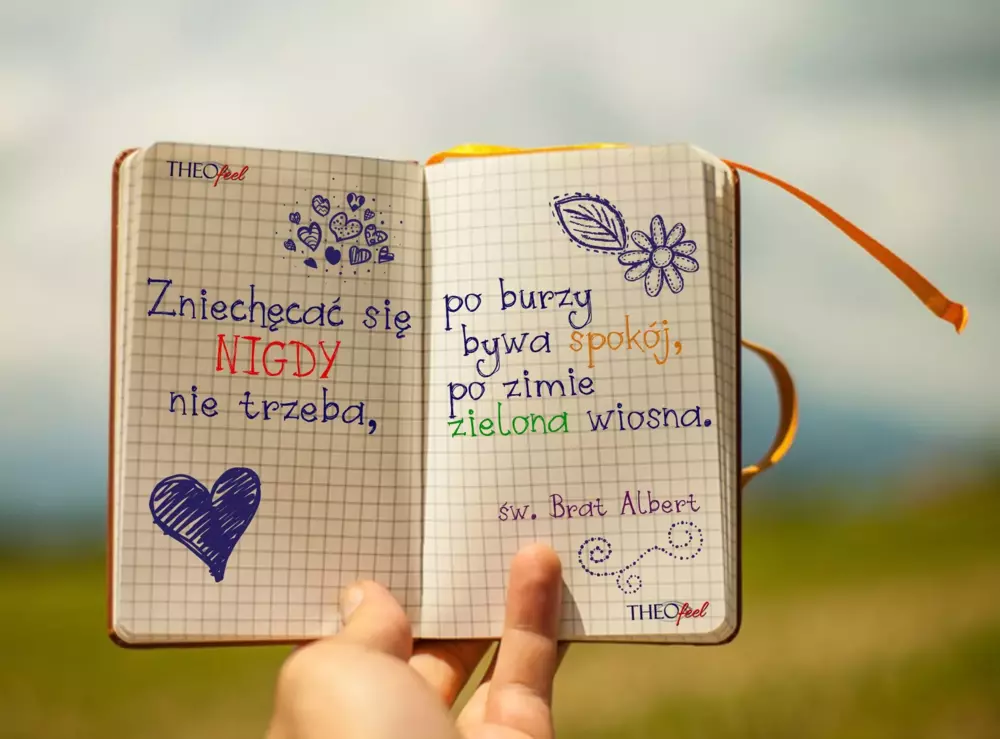 THEOfeel
Zniechęcać się
NIGDY
nie trzeba,
po burzy
bywa spokój,
po zimie
zielona wiosna.
św. Brat Albert
THEOfeel